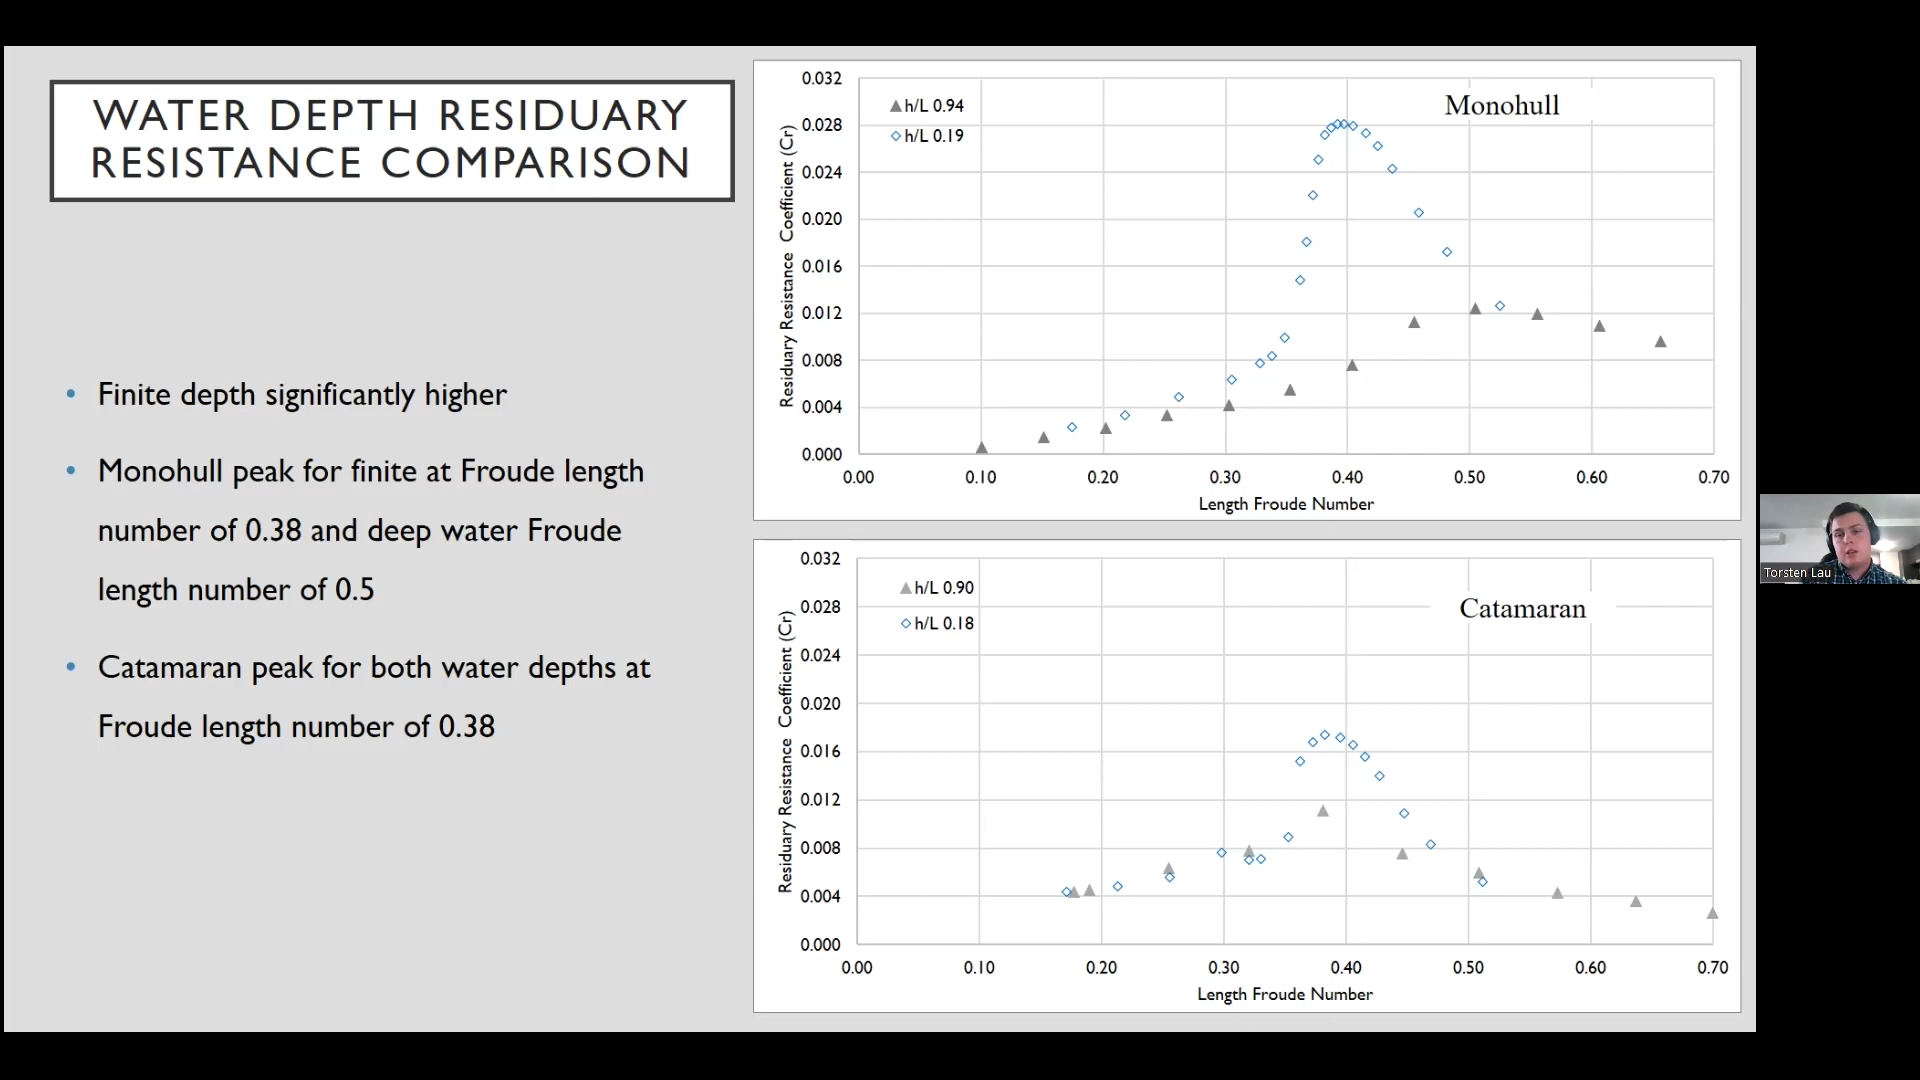 WATER DEPTH RESIDUARY
RESISTANCE COMPARISON
• Finite depth significantly higher
• Monohull peak for finite at Froude length
number of 0.38 and deep water Froude
length number of 0.5
• Catamaran peak for both water depths at
Froude length number of 0.38
Monohull
h/L 0.94
h/L 0.19
Residuary Resistance Coefficient (Cr)
0.032
0.028
0.024
0.020
0.016
0.012
0.008
0.004
0.000
0.00 0.10 0.20 0.30 0.40 0.50 0.60 0.70
Length Froude Number
Catamaran
h/L 0.90
h/L 0.18
Residuary Resistance Coefficient (Cr)
0.032
0.028
0.024
0.020
0.016
0.012
0.008
0.004
0.000
0.00 0.10 0.20 0.30 0.40 0.50 0.60 0.70
Length Froude Number
Torsten Lau